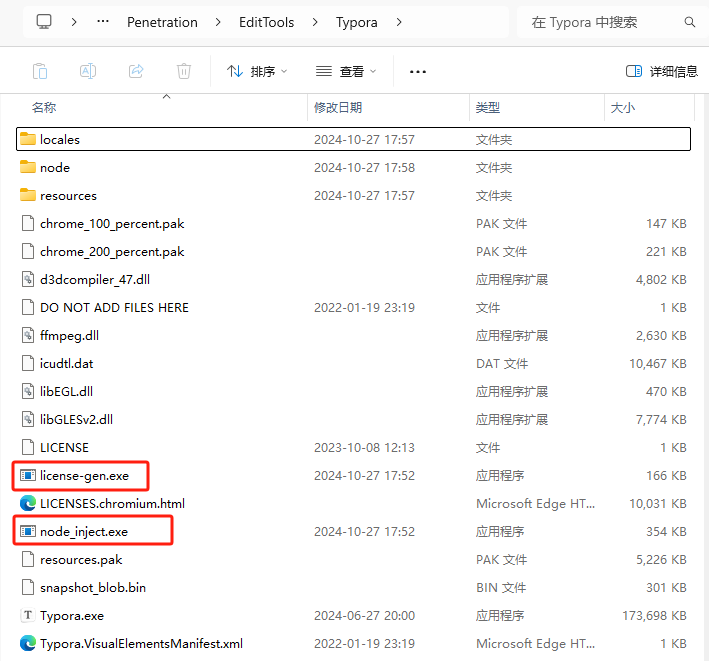 Penetration EditTools Typora 在 Typora 中搜索
排序 查看 详细信息
名称 修改日期 类型 大小
locales 2024-10-27 17:57 文件夹
node 2024-10-27 17:58 文件夹
resources 2024-10-27 17:57 文件夹
chrome_100_percent.pak PAK 文件 147 KB
chrome_200_percent.pak PAK 文件 221 KB
d3dcompiler_47.dll 应用程序扩展 4,802 KB
DO NOT ADD FILES HERE 2022-01-19 23:19 文件 1 KB
ffmpeg.dll 应用程序扩展 2,630 KB
icudtl.dat DAT 文件 10,467 KB
libEGL.dll 应用程序扩展 470 KB
libGLESv2.dll 应用程序扩展 7,774 KB
LICENSE 2023-10-08 12:13 文件 1 KB
license-gen.exe 2024-10-27 17:52 应用程序 166 KB
LICENSES.chromium.html Microsoft Edge HT... 10,031 KB
node_inject.exe 2024-10-27 17:52 应用程序 354 KB
resources.pak PAK 文件 5,226 KB
snapshot_blob.bin BIN 文件 301 KB
T Typora.exe 2024-06-27 20:00 应用程序 173,698 KB
Typora.VisualElementsManifest.xml 2022-01-19 23:19 Microsoft Edge HT... 1 KB